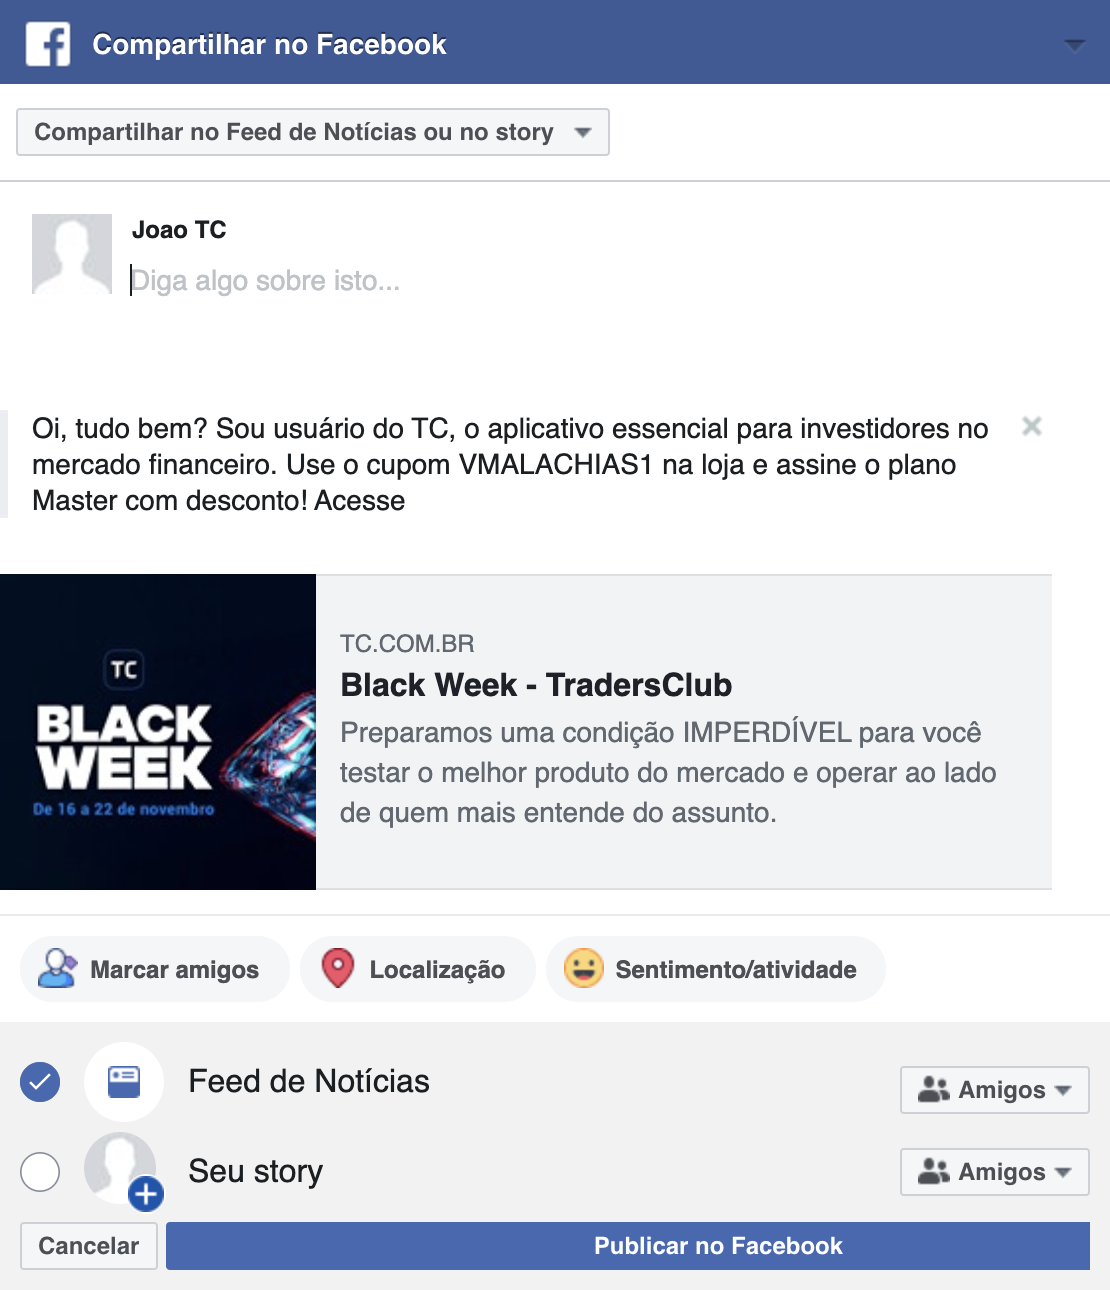 Compartilhar no Facebook
Compartilhar no Feed de Notícias ou no story
Joao TC
Diga algo sobre isto...
Oi, tudo bem? Sou usuário do TC, o aplicativo essencial para investidores no
mercado financeiro. Use o cupom VMALACHIAS1 na loja e assine o plano
Master com desconto! Acesse
TC
BLACK
WEEK
De 16 a 22 de novembro
TC.COM.BR
Black Week - TradersClub
Preparamos uma condição IMPERDÍVEL para você
testar o melhor produto do mercado e operar ao lado
de quem mais entende do assunto.
Marcar amigos
Localização
Sentimento/atividade
Feed de Notícias
Amigos
Seu story
Amigos
Cancelar
Publicar no Facebook